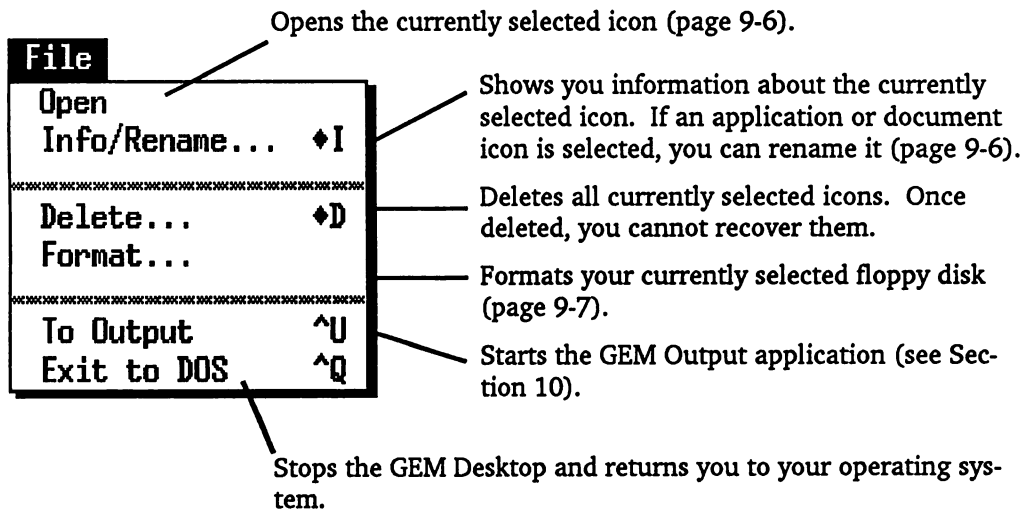 Opens the currently selected icon (page 9-6).
File
Open
Info/Rename... ♦I
Shows you information about the currently
selected icon. If an application or document
icon is selected, you can rename it (page 9-6).
Delete... ♦D
Deletes all currently selected icons. Once
deleted, you cannot recover them.
Format...
Formats your currently selected floppy disk
(page 9-7).
To Output ^U
Starts the GEM Output application (see Sec-
tion 10).
Exit to DOS ^Q
Stops the GEM Desktop and returns you to your operating sys-
tem.